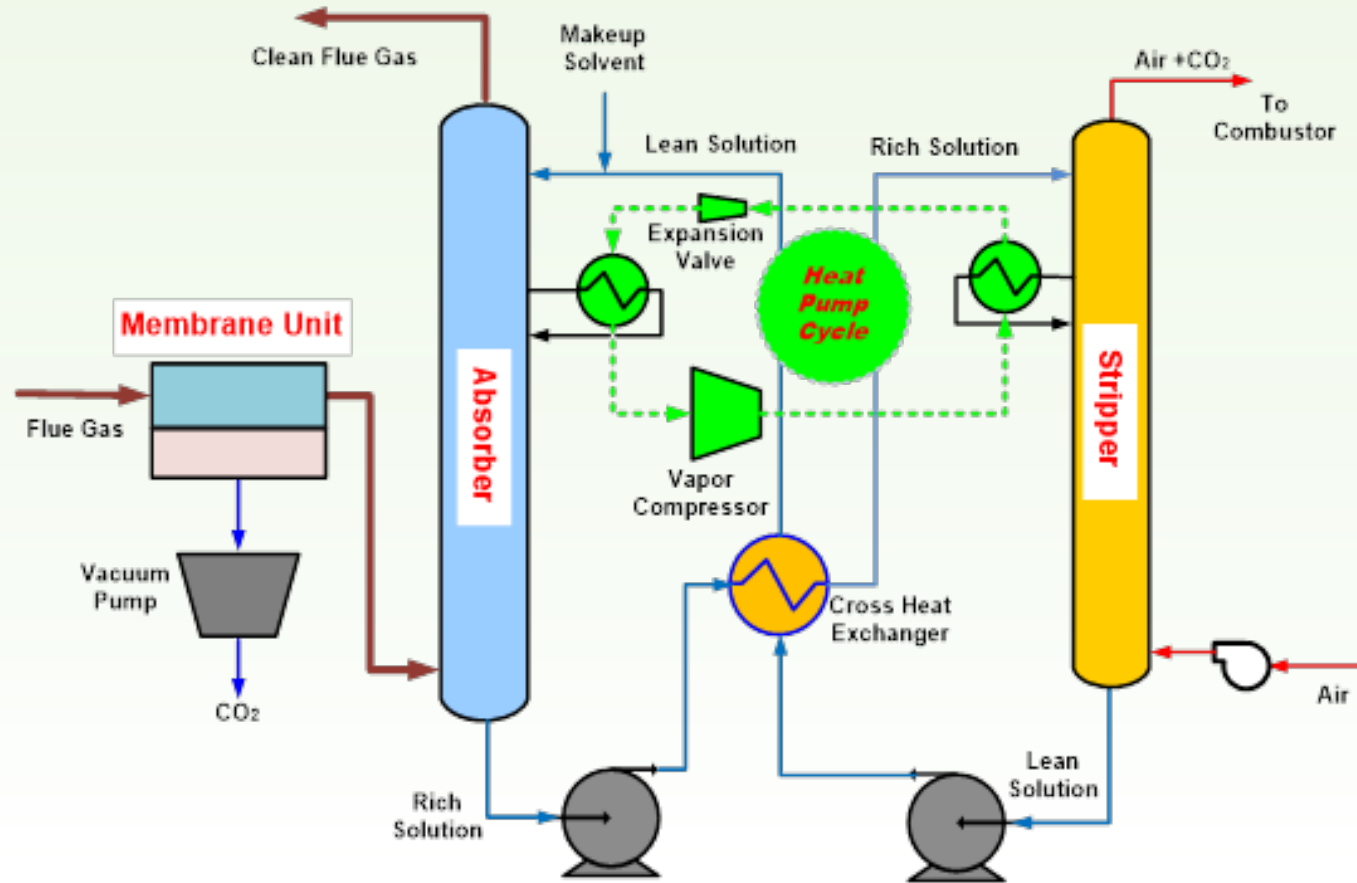 Clean Flue Gas
Makeup
Solvent
Air +CO₂
To
Combustor
Lean Solution
Rich Solution
Expansion
Valve
Heat
Pump
Cycle
Membrane Unit
Flue Gas
Absorber
Stripper
Vapor
Compressor
Vacuum
Pump
CO₂
Cross Heat
Exchanger
Air
Rich
Solution
Lean
Solution